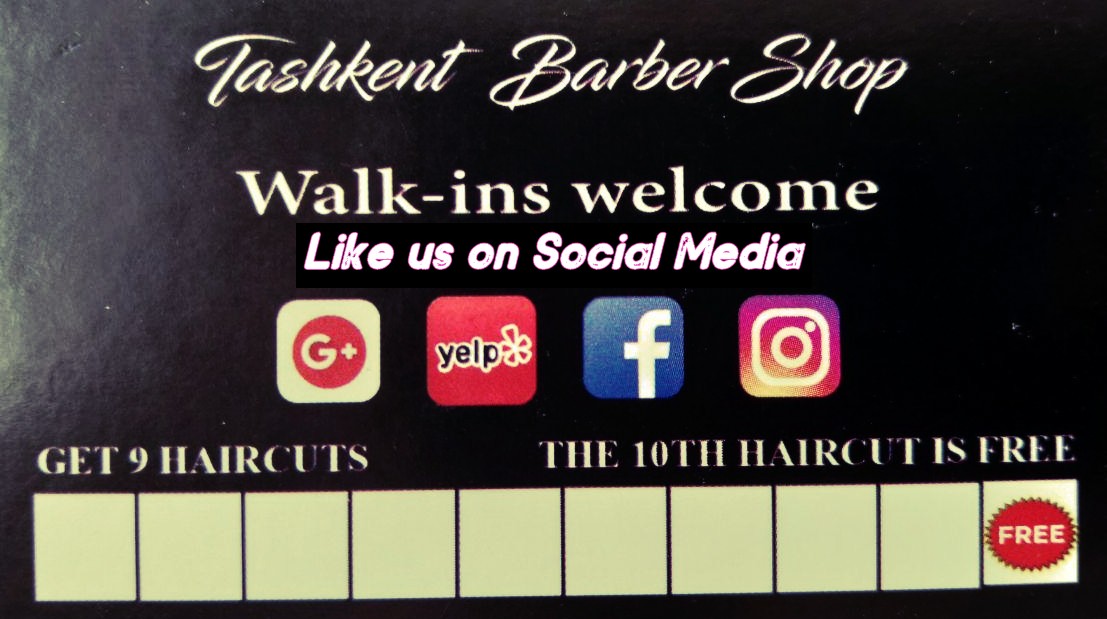 Tashkent Barber Shop
Walk-ins welcome
Like us on Social Media
G+ yelp f
GET 9 HAIRCUTS THE 10TH HAIRCUT IS FREE
FREE